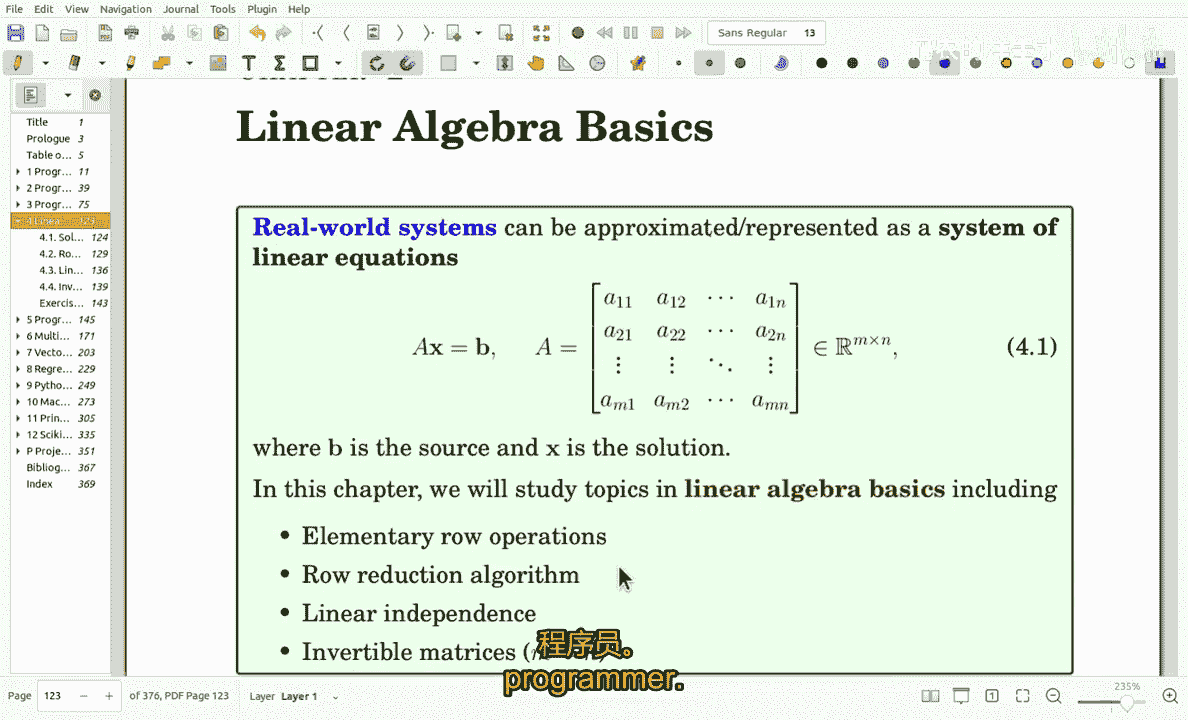 File Edit View Navigation Journal Tools Plugin Help
Sans Regular 13
Title 1
Prologue 3
Table o... 5
1 Progr... 11
2 Progr... 39
3 Progr... 75
4.1. Sol... 124
4.2. Ro... 129
4.3. Lin... 136
4.4. Inv... 139
Exercis... 143
5 Progr... 145
6 Multi... 171
7 Vecto... 203
8 Regre... 229
9 Pytho... 249
10 Mac... 273
11 Prin... 305
12 Sciki... 335
P Proje... 351
Bibliog... 367
Index 369
Linear Algebra Basics
Real-world systems can be approximated/represented as a system of
linear equations
Ax = b, A = [a11 a12 ⋯ a1n
a21 a22 ⋯ a2n
⋮ ⋮ ⋱ ⋮
am1 am2 ⋯ amn] ∈ ℝ^{m×n}, (4.1)
where b is the source and x is the solution.
In this chapter, we will study topics in linear algebra basics including
• Elementary row operations
• Row reduction algorithm
• Linear independence
• Invertible matrices (
程序员。
programmer.
Page 123 − + of 376, PDF Page 123 Layer Layer 1 235%